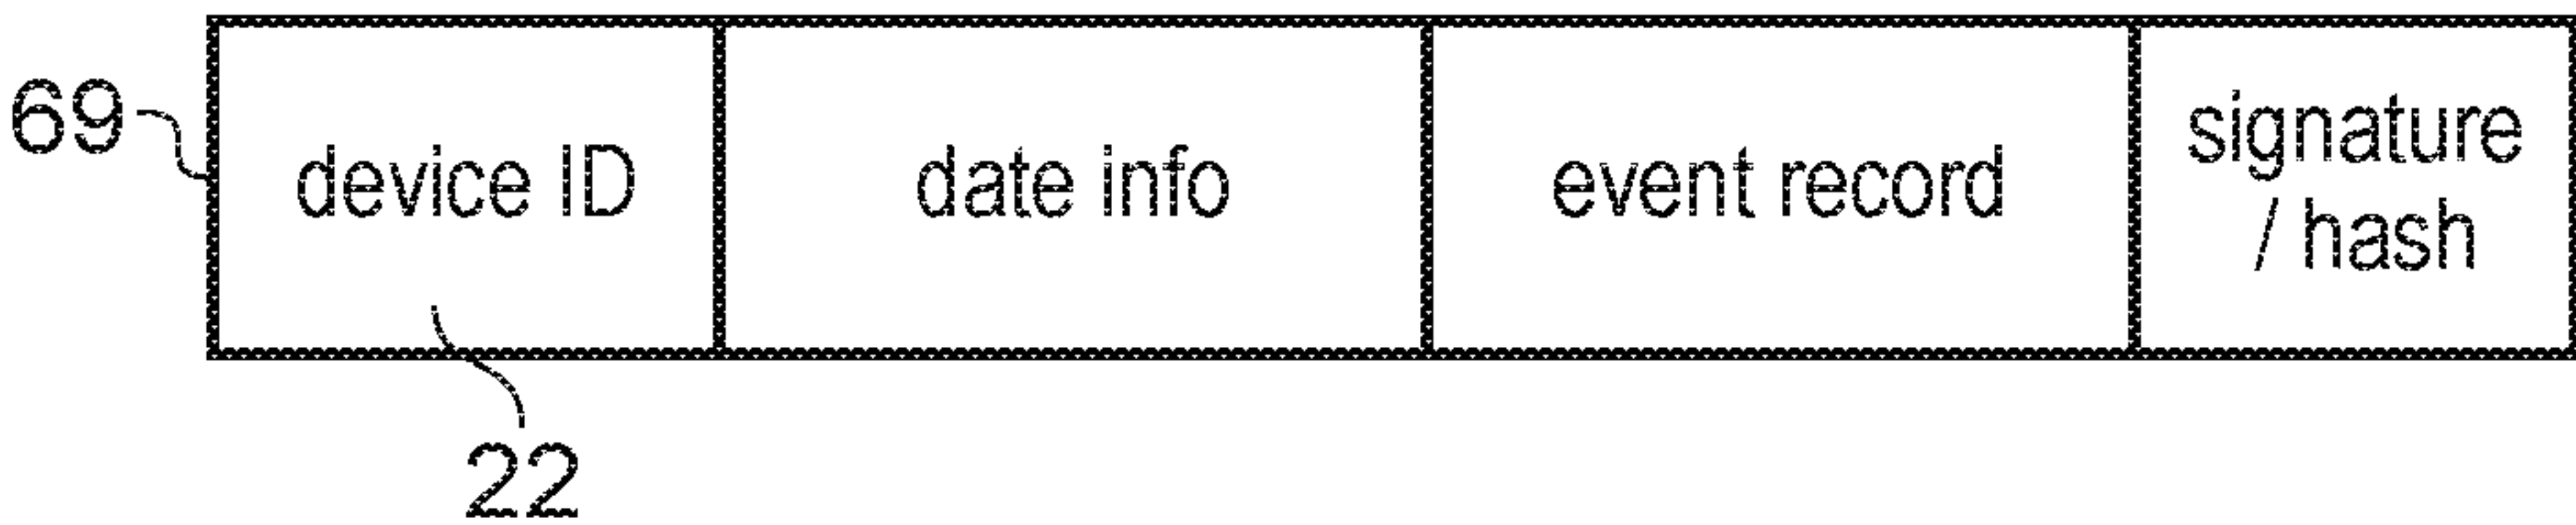 69
device ID
date info
event record
signature
/ hash
22